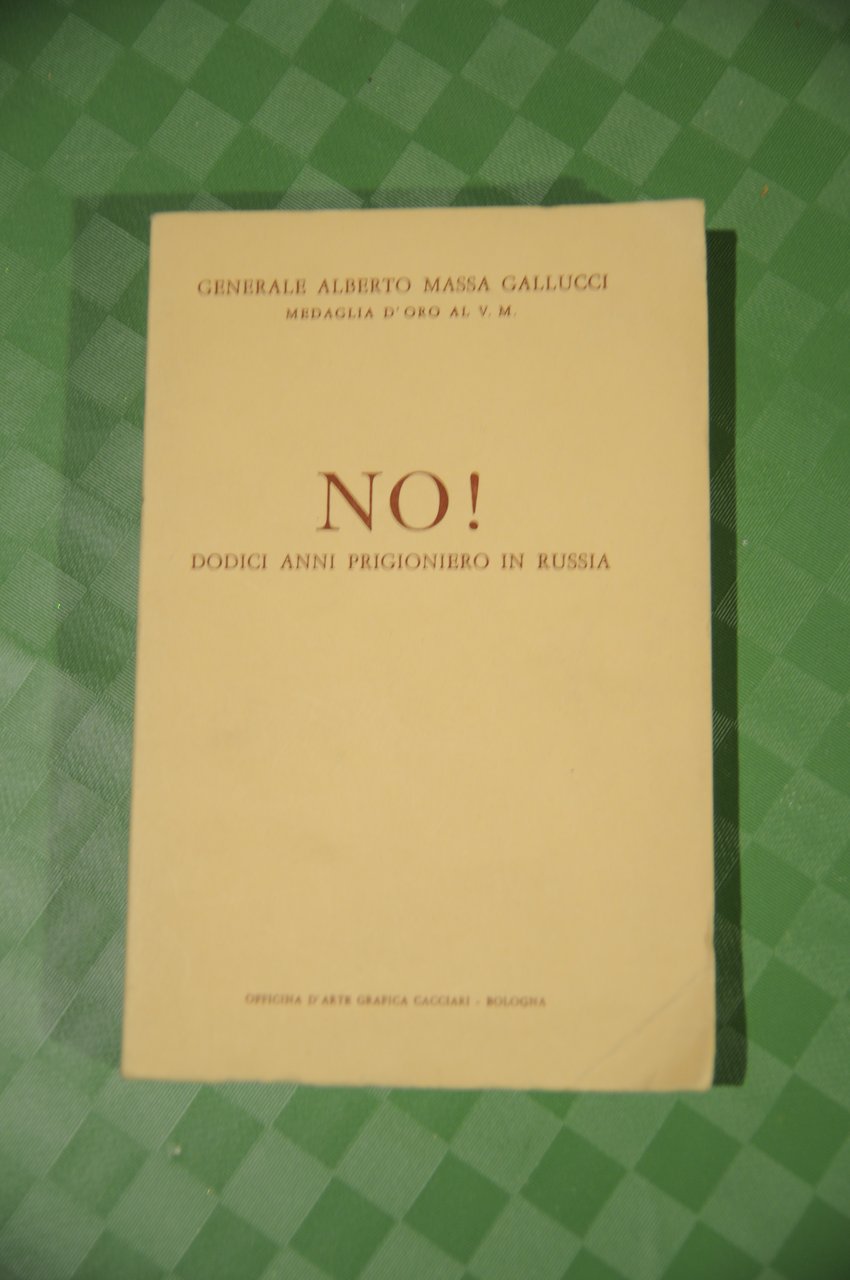 GENERALE ALBERTO MASSA GALLUCCI
MEDAGLIA D'ORO AL V. M.
NO!
DODICI ANNI PRIGIONIERO IN RUSSIA
OFFICINA D'ARTE GRAFICA CACCIARI - BOLOGNA